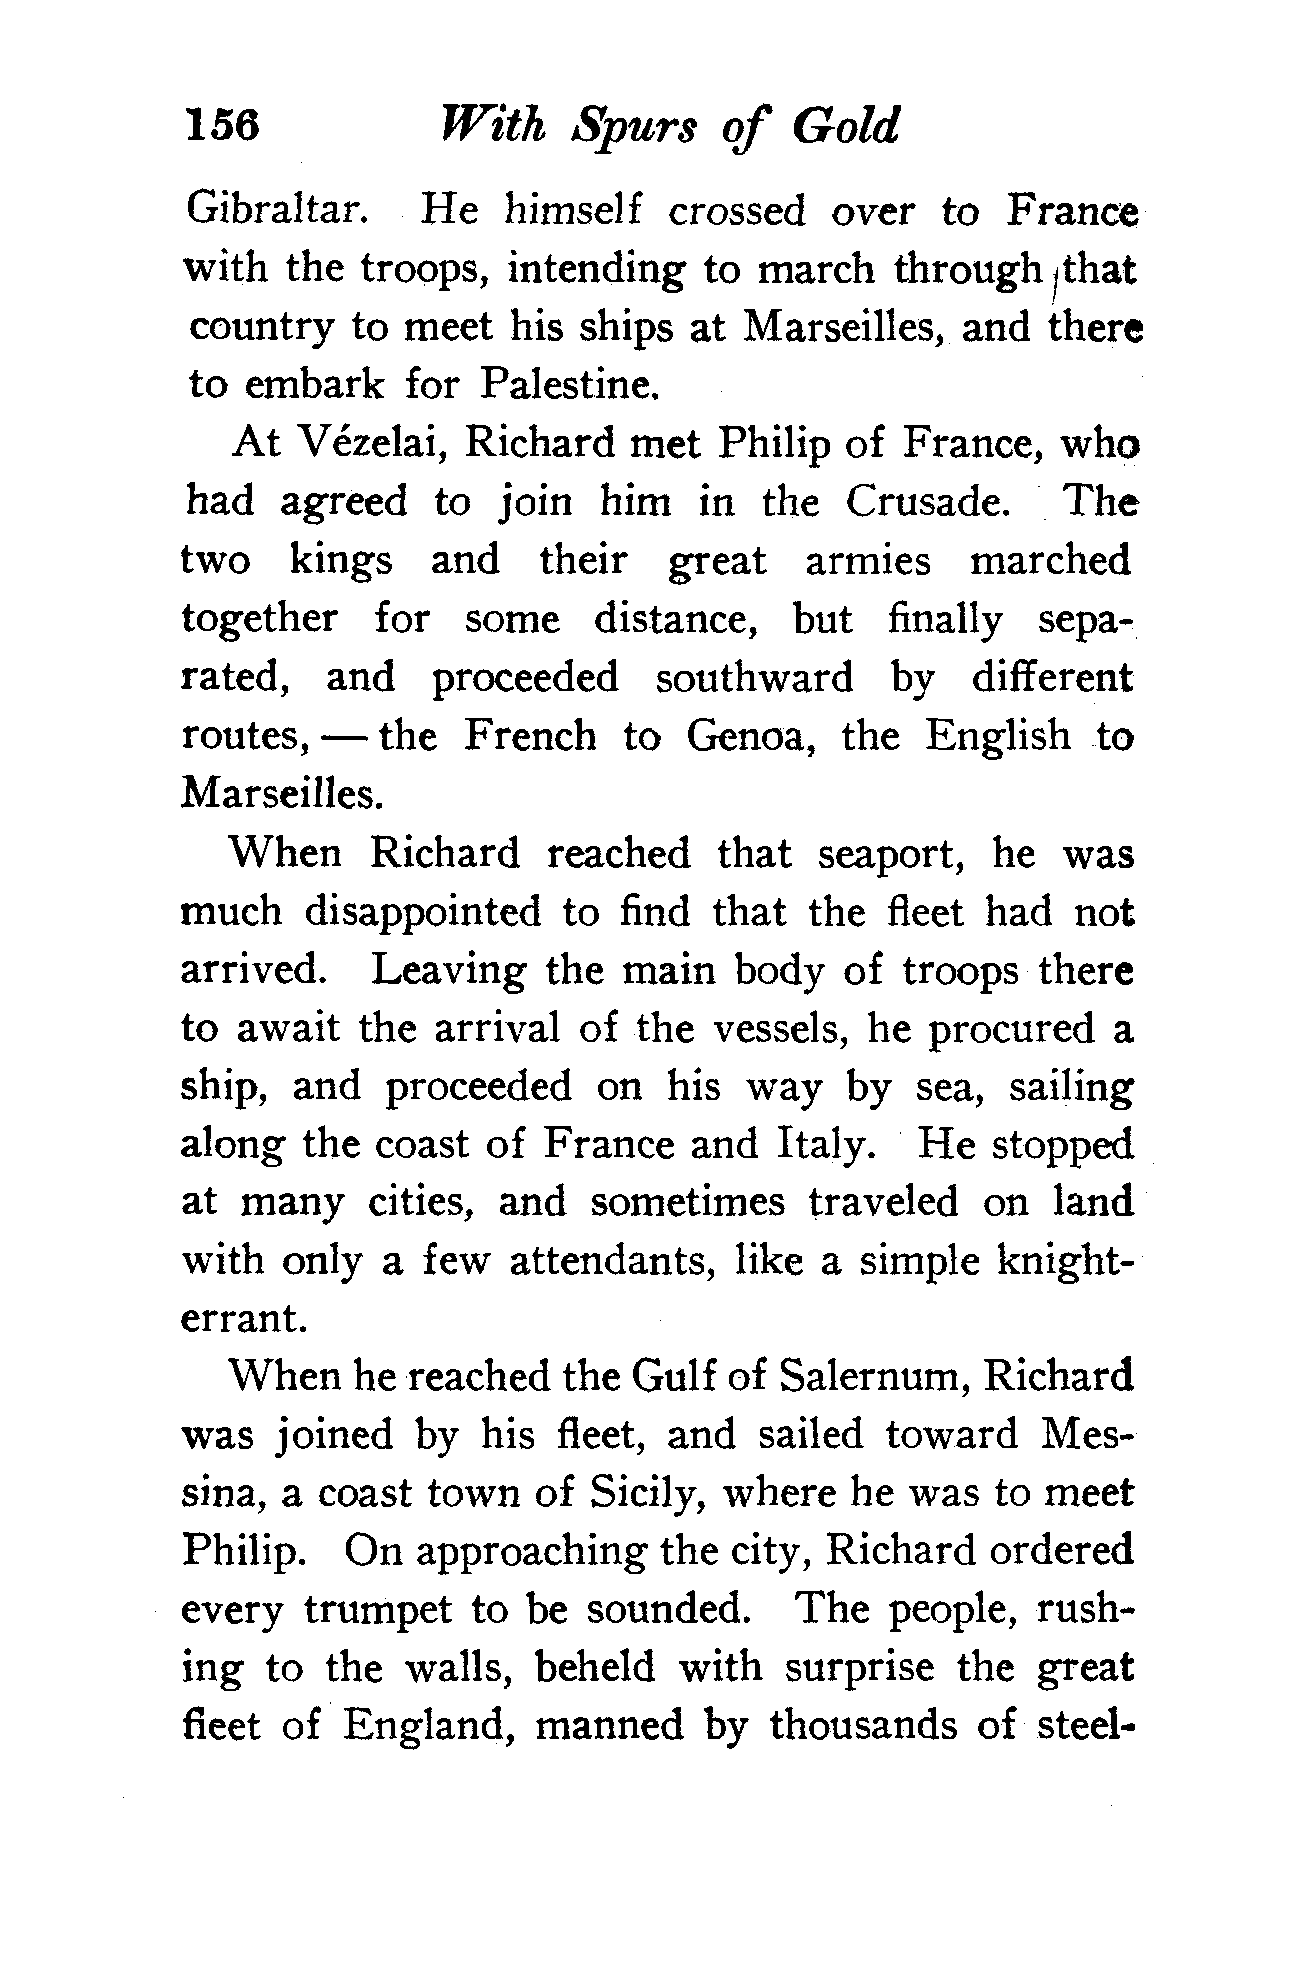 156 With Spurs of Gold
Gibraltar. He himself crossed over to France
with the troops, intending to march through that
country to meet his ships at Marseilles, and there
to embark for Palestine.
At Vézelai, Richard met Philip of France, who
had agreed to join him in the Crusade. The
two kings and their great armies marched
together for some distance, but finally sepa-
rated, and proceeded southward by different
routes, — the French to Genoa, the English to
Marseilles.
When Richard reached that seaport, he was
much disappointed to find that the fleet had not
arrived. Leaving the main body of troops there
to await the arrival of the vessels, he procured a
ship, and proceeded on his way by sea, sailing
along the coast of France and Italy. He stopped
at many cities, and sometimes traveled on land
with only a few attendants, like a simple knight-
errant.
When he reached the Gulf of Salernum, Richard
was joined by his fleet, and sailed toward Mes-
sina, a coast town of Sicily, where he was to meet
Philip. On approaching the city, Richard ordered
every trumpet to be sounded. The people, rush-
ing to the walls, beheld with surprise the great
fleet of England, manned by thousands of steel-